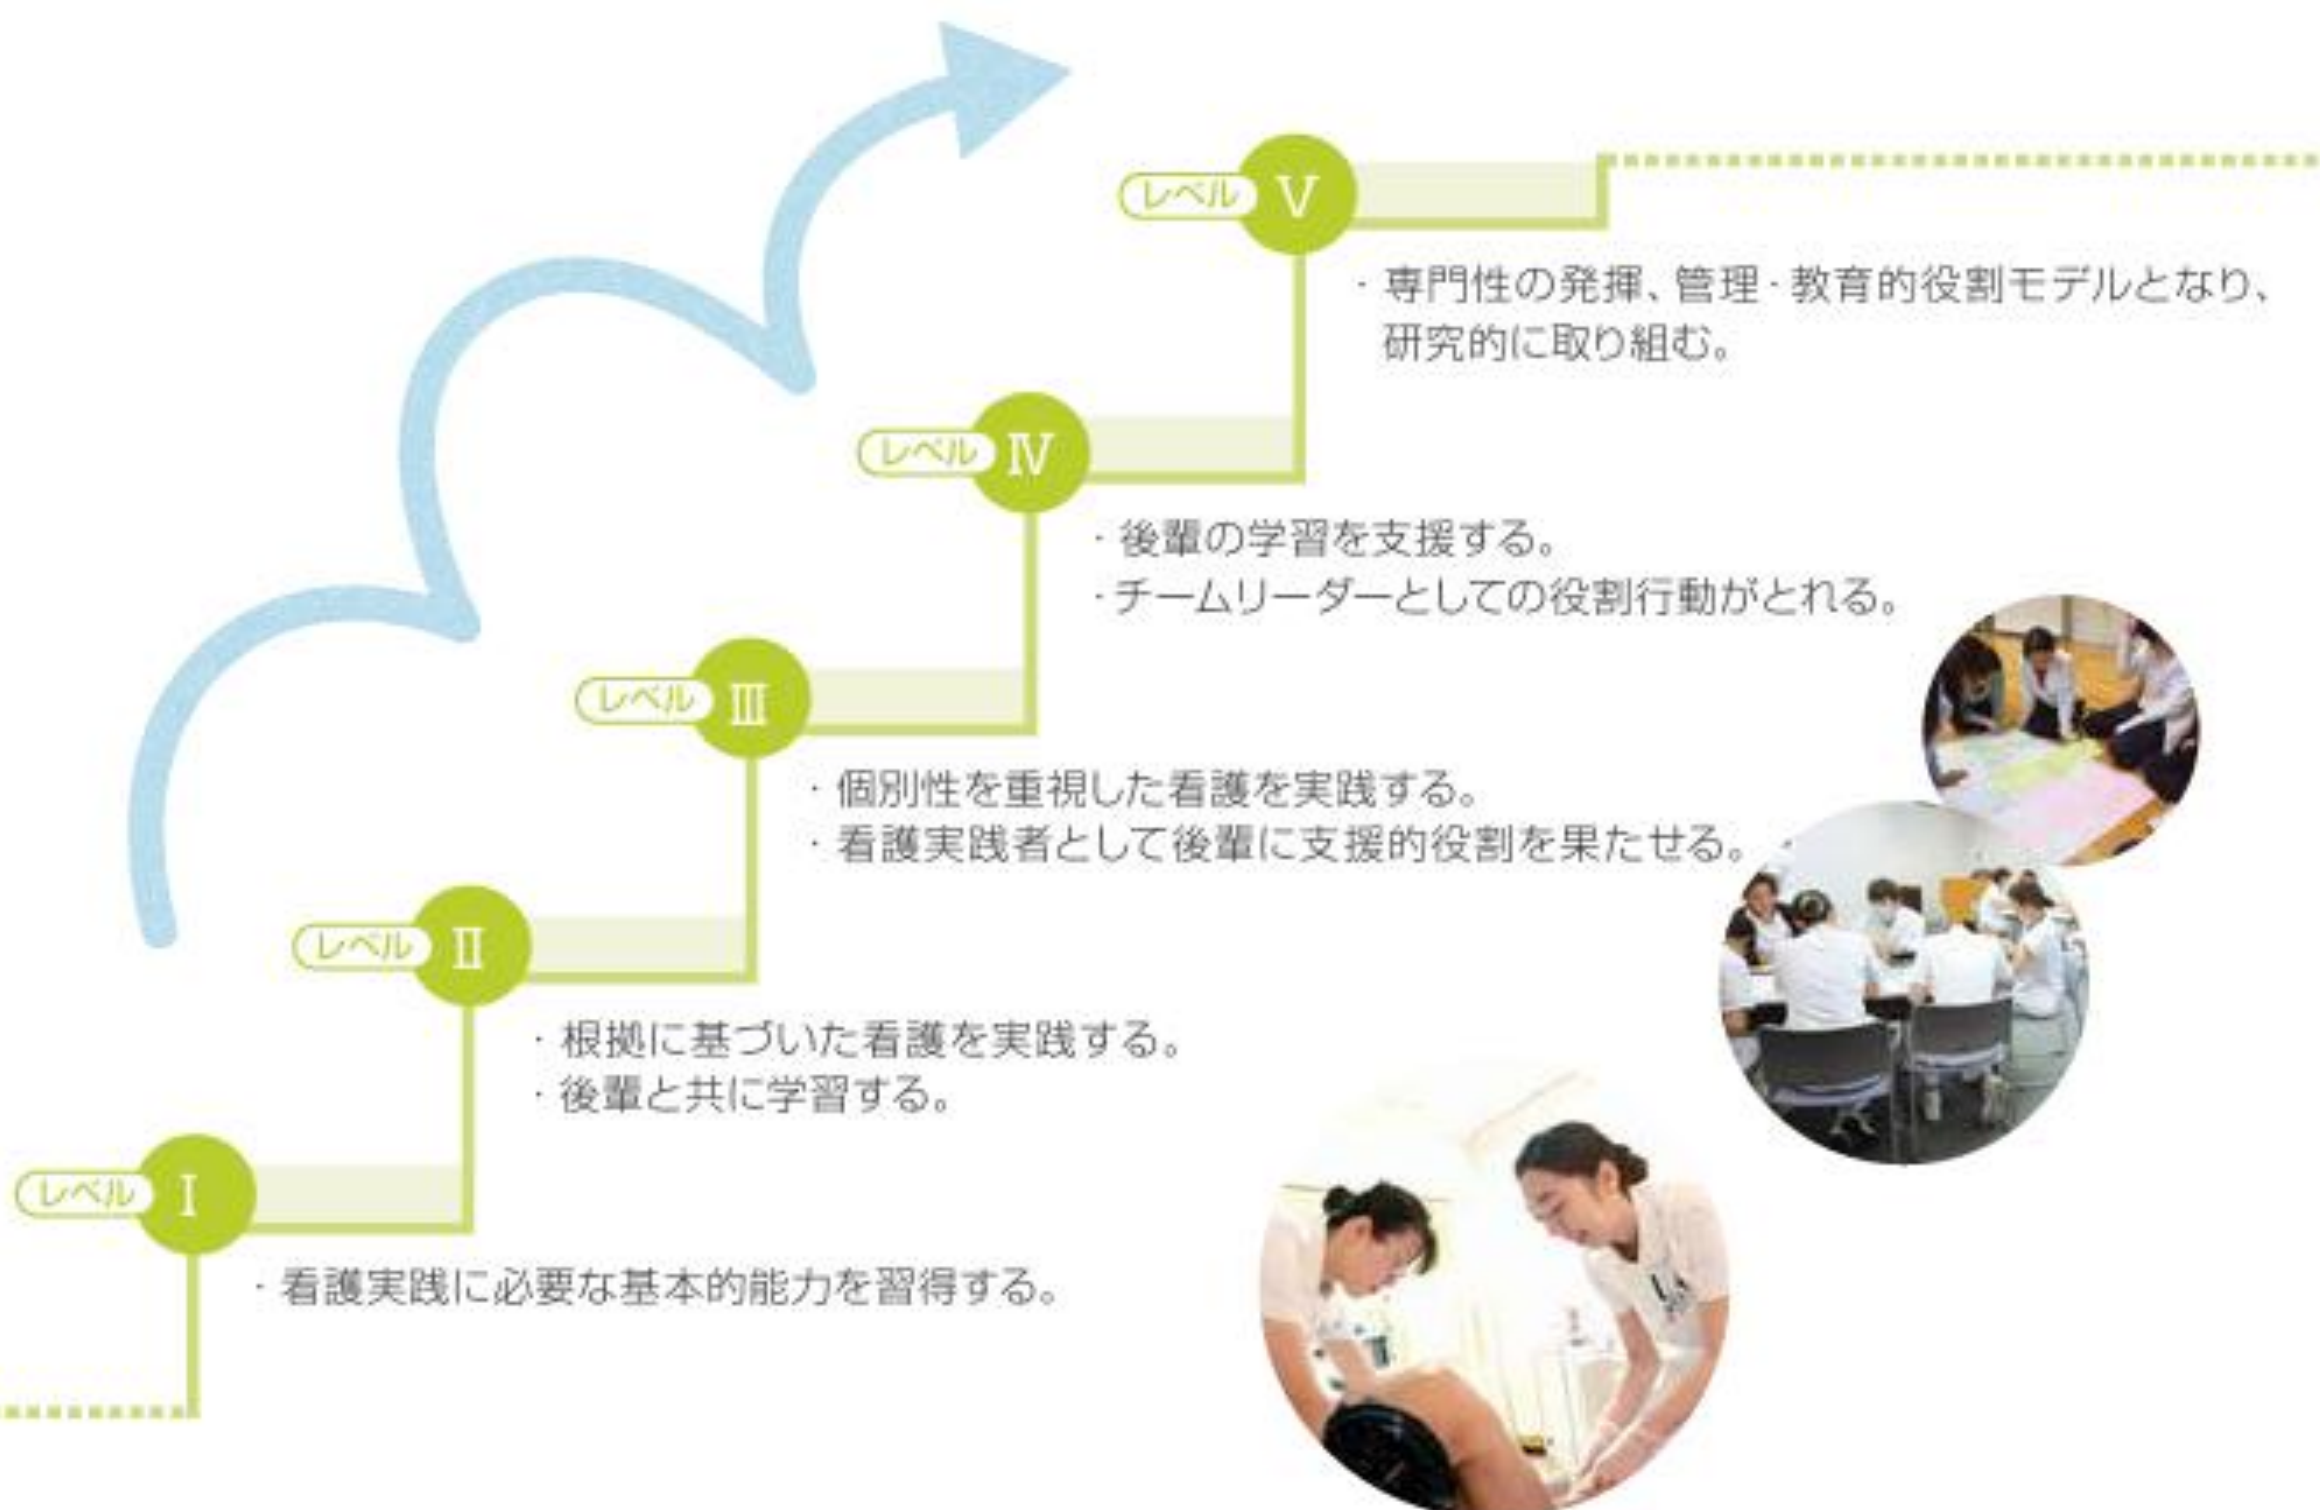 レベル Ⅴ
・専門性の発揮、管理・教育的役割モデルとなり、
研究的に取り組む。
レベル Ⅳ
・後輩の学習を支援する。
・チームリーダーとしての役割行動がとれる。
レベル Ⅲ
・個別性を重視した看護を実践する。
・看護実践者として後輩に支援的役割を果たせる。
レベル Ⅱ
・根拠に基づいた看護を実践する。
・後輩と共に学習する。
レベル Ⅰ
・看護実践に必要な基本的能力を習得する。